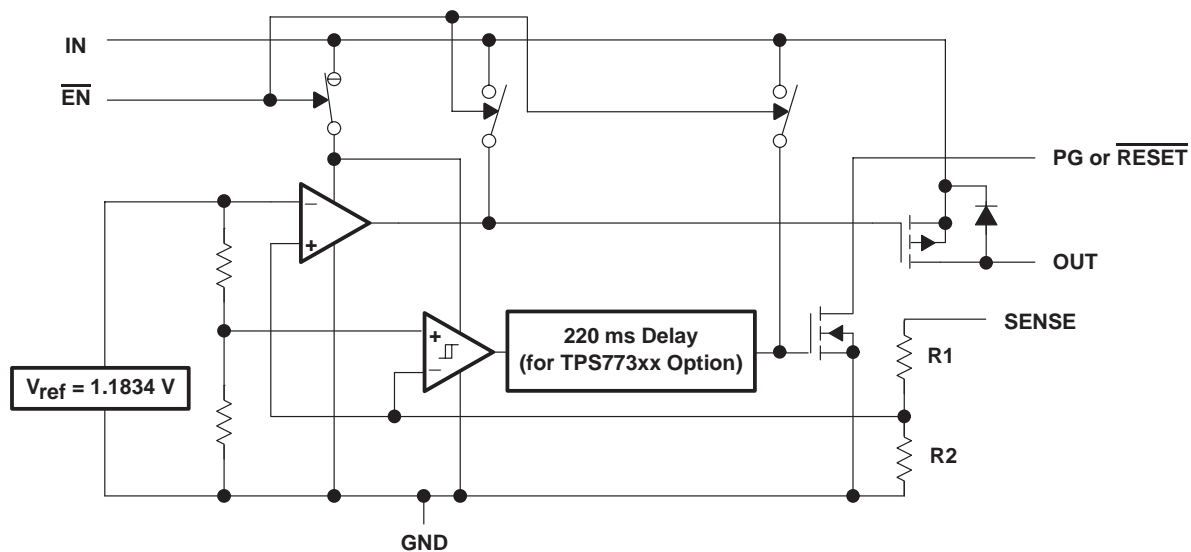 IN
EN
PG or RESET
OUT
SENSE
220 ms Delay
(for TPS773xx Option)
R1
Vref = 1.1834 V
R2
GND